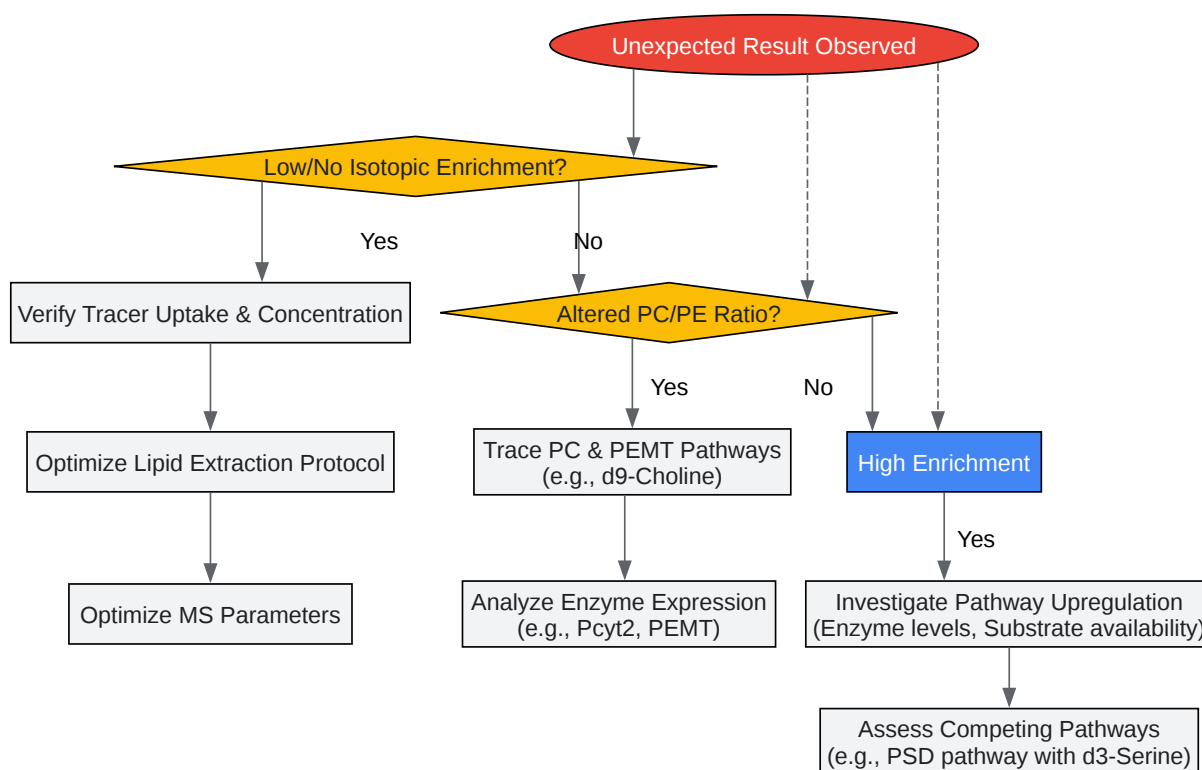 Unexpected Result Observed
Low/No Isotopic Enrichment?
Yes
No
Verify Tracer Uptake & Concentration
Altered PC/PE Ratio?
Yes
No
Optimize Lipid Extraction Protocol
Trace PC & PEMT Pathways
(e.g., d9-Choline)
High Enrichment
Yes
Optimize MS Parameters
Analyze Enzyme Expression
(e.g., Pcyt2, PEMT)
Investigate Pathway Upregulation
(Enzyme levels, Substrate availability)
Assess Competing Pathways
(e.g., PSD pathway with d3-Serine)